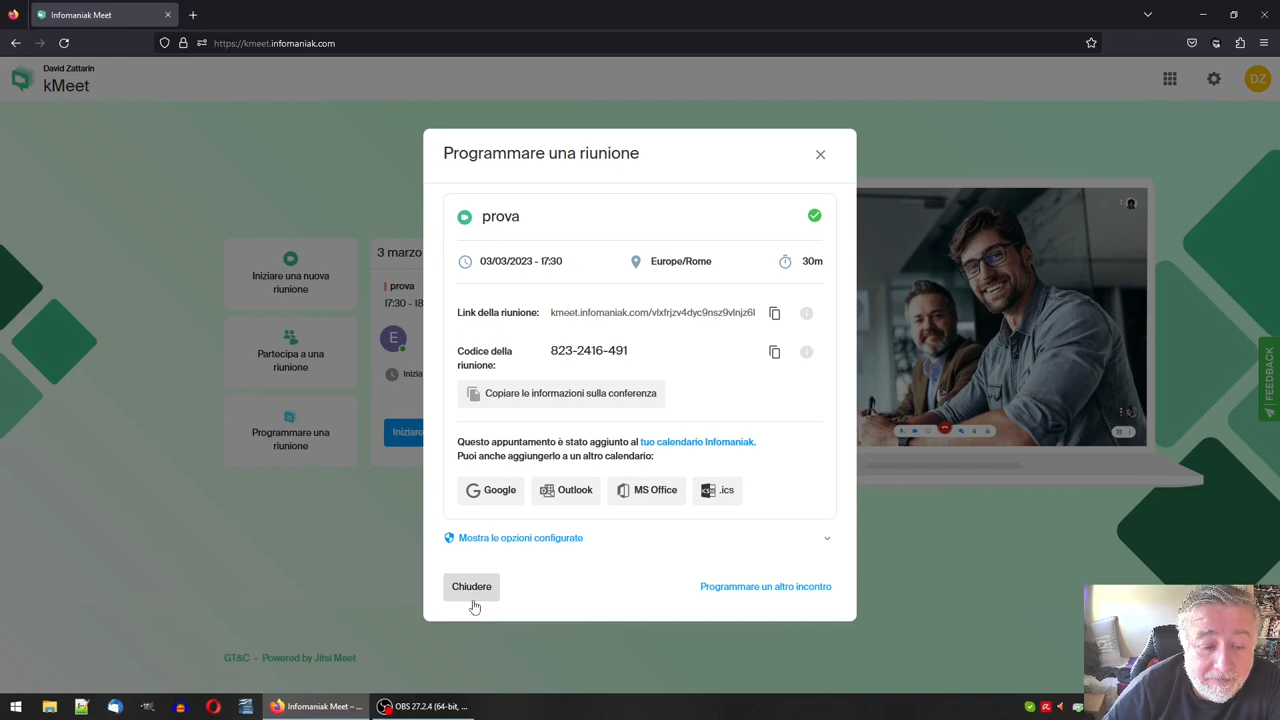 Infomaniak Meet
https://kmeet.infomaniak.com
David Zattarin
kMeet
DZ
Iniziare una nuova
riunione
Partecipa a una
riunione
Programmare una
riunione
3 marzo
prova
17:30 - 18
E
Inizia
Iniziare
Programmare una riunione
prova
03/03/2023 - 17:30
Europe/Rome
30m
Link della riunione:
kmeet.infomaniak.com/vlxfrjzv4dyc9nsz9vlnjz6l
Codice della
riunione:
823-2416-491
Copiare le informazioni sulla conferenza
Questo appuntamento è stato aggiunto al tuo calendario Infomaniak.
Puoi anche aggiungerlo a un altro calendario:
Google
Outlook
MS Office
.ics
Mostra le opzioni configurate
Chiudere
Programmare un altro incontro
FEEDBACK
GT&C - Powered by Jitsi Meet
Infomaniak Meet – ...
OBS 27.2.4 (64-bit, ...